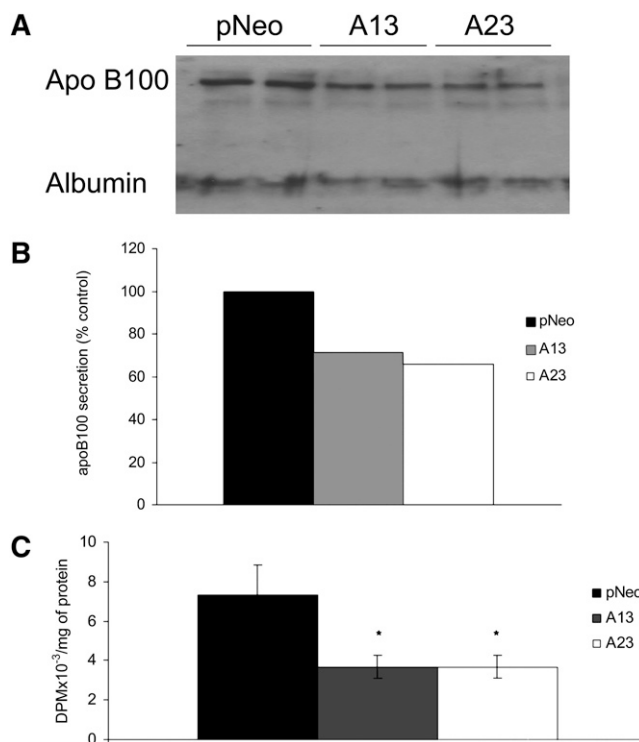 A
pNeo A13 A23
Apo B100
Albumin
B
120
100
80
60
40
20
0
apoB100 secretion (% control)
pNeo
A13
A23
C
10
8
6
4
2
0
DPMx10⁻³/mg of protein
* *
pNeo
A13
A23